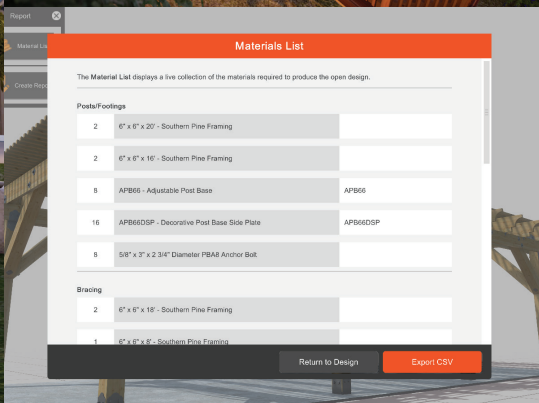 Report
Material Lis
Create Repo
Materials List
The Material List displays a live collection of the materials required to produce the open design.
Posts/Footings
2 6" x 6" x 20' - Southern Pine Framing
2 6" x 6" x 16' - Southern Pine Framing
8 APB66 - Adjustable Post Base APB66
16 APB66DSP - Decorative Post Base Side Plate APB66DSP
8 5/8" x 3" x 2 3/4" Diameter PBA8 Anchor Bolt
Bracing
2 6" x 6" x 18' - Southern Pine Framing
1 6" x 6" x 8' - Southern Pine Framing
Return to Design Export CSV